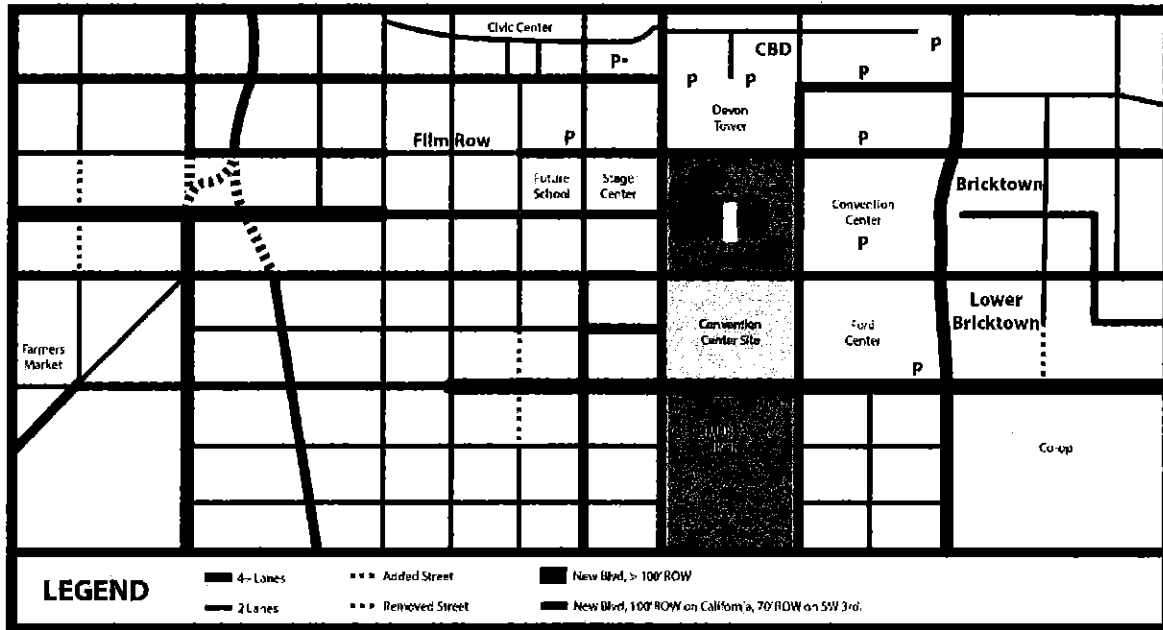 Civic Center
CBD
P
P
P
P
P
Devon
Tower
Film Row
P
P
Future
School
Stage
Center
Bricktown
Convention
Center
P
Lower
Bricktown
Convention
Center Site
Ford
Center
Farmers
Market
P
Co-op
LEGEND
4+ Lanes
Added Street
New Blvd, > 100' ROW
2 Lanes
Removed Street
New Blvd, 100' ROW on California, 70' ROW on SW 3rd.